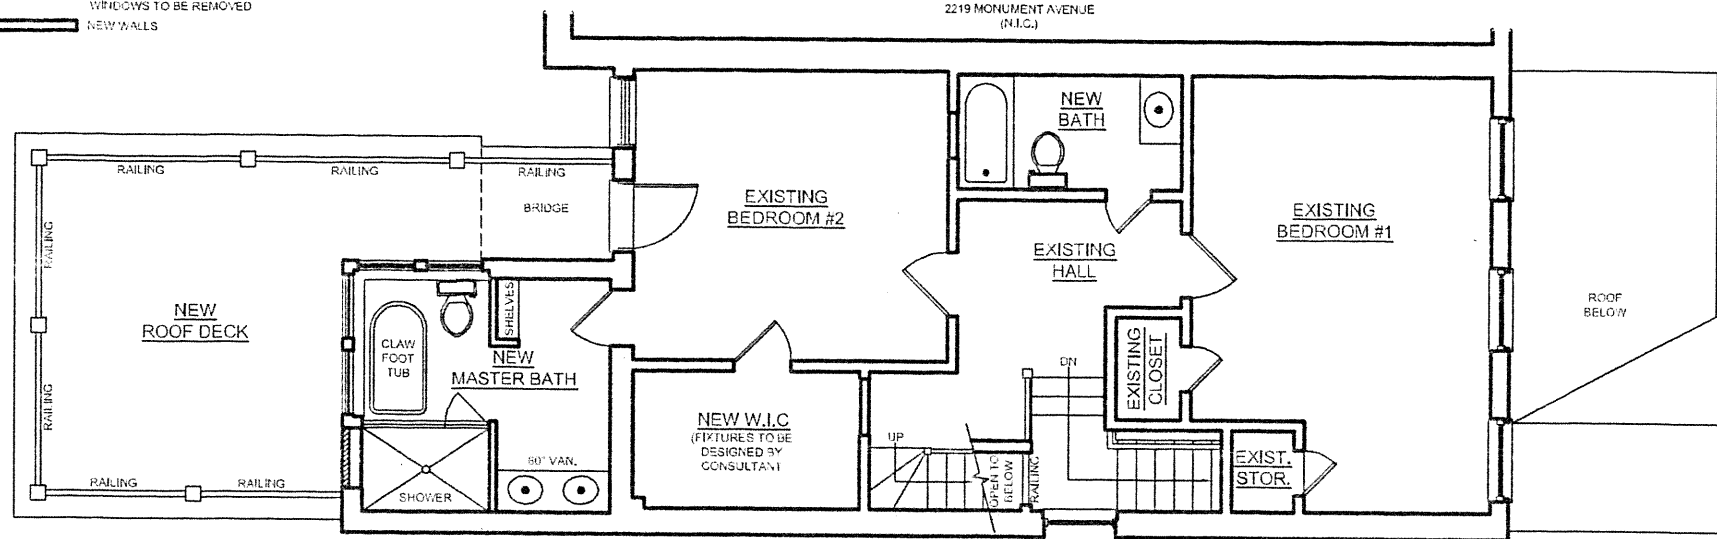 WINDOWS TO BE REMOVED
NEW WALLS
2219 MONUMENT AVENUE
(N.I.C.)
RAILING
RAILING
RAILING
BRIDGE
RAILING
NEW
ROOF DECK
RAILING
RAILING
RAILING
EXISTING
BEDROOM #2
NEW
BATH
EXISTING
HALL
EXISTING
BEDROOM #1
ROOF
BELOW
SHELVES
CLAW
FOOT
TUB
NEW
MASTER BATH
60" VAN.
SHOWER
NEW W.I.C
(FIXTURES TO BE
DESIGNED BY
CONSULTANT
UP
DN
OPEN TO
BELOW
RAILING
EXISTING
CLOSET
EXIST.
STOR.